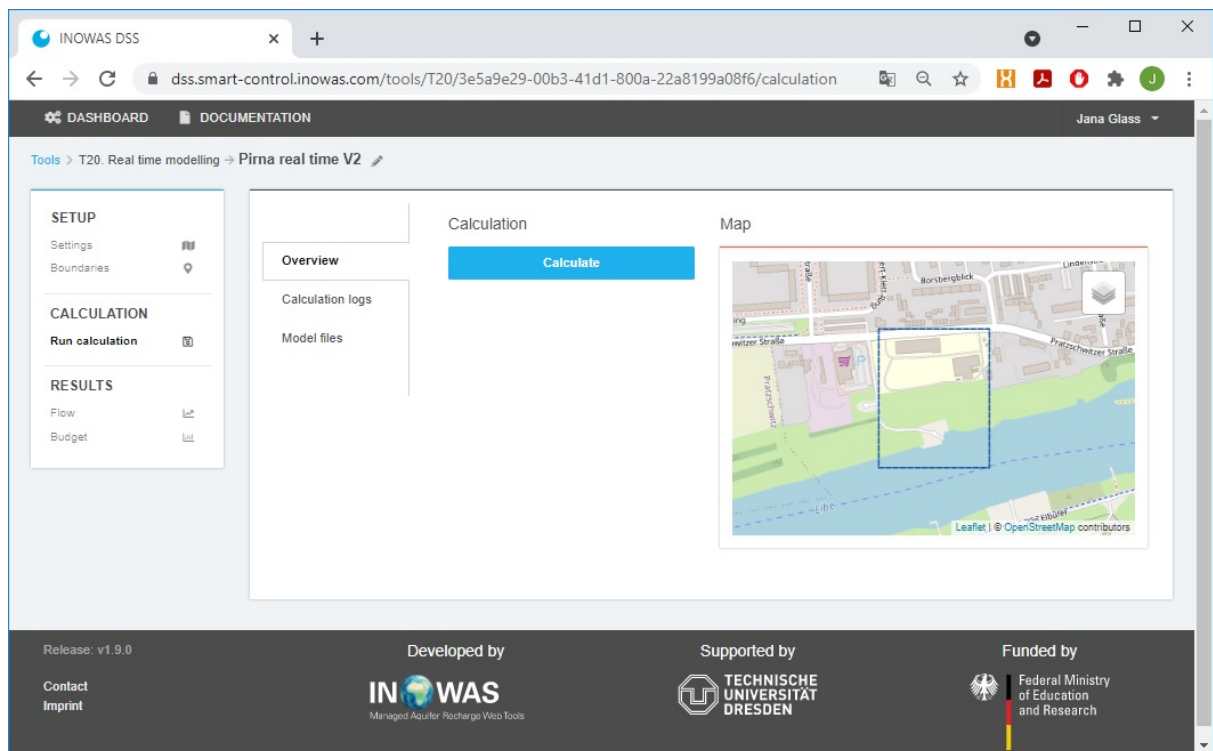 INOWAS DSS
dss.smart-control.inowas.com/tools/T20/3e5a9e29-00b3-41d1-800a-22a8199a08f6/calculation
J
DASHBOARD DOCUMENTATION Jana Glass
Tools > T20. Real time modelling → Pirna real time V2
SETUP
Settings
Boundaries
CALCULATION
Run calculation
RESULTS
Flow
Budget
Overview
Calculation logs
Model files
Calculation
Calculate
Map
Borsbergblick
witzer Straße
Pratzschwitzer Straße
Pratzschwitz
Elbe
Leaflet | © OpenStreetMap contributors
Release: v1.9.0
Contact
Imprint
Developed by
INOWAS
Managed Aquifer Recharge Web Tools
Supported by
TECHNISCHE
UNIVERSITÄT
DRESDEN
Funded by
Federal Ministry
of Education
and Research